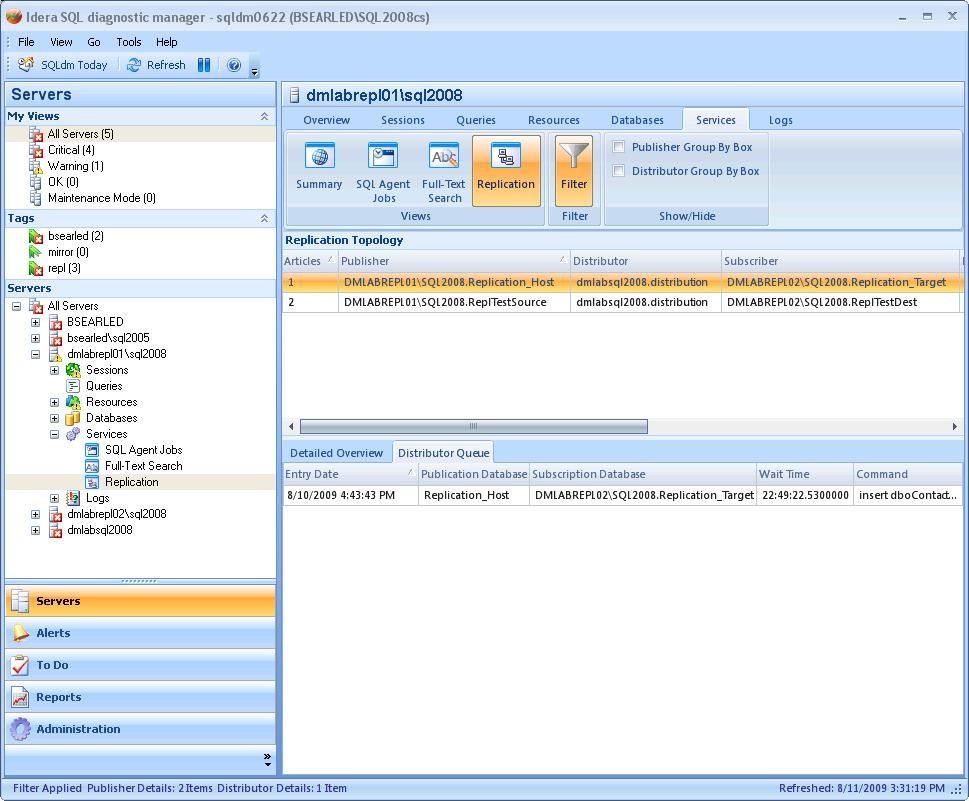 Idera SQL diagnostic manager - sqldm0622 (BSEARLED\SQL2008cs)
File View Go Tools Help
SQLdm Today Refresh
Servers
My Views
All Servers (5)
Critical (4)
Warning (1)
OK (0)
Maintenance Mode (0)
Tags
bsearled (2)
mirror (0)
repl (3)
Servers
All Servers
BSEARLED
bsearled\sql2005
dmlabrepl01\sql2008
Sessions
Queries
Resources
Databases
Services
SQL Agent Jobs
Full-Text Search
Replication
Logs
dmlabrepl02\sql2008
dmlabsql2008
Servers
Alerts
To Do
Reports
Administration
dmlabrepl01\sql2008
Overview Sessions Queries Resources Databases Services Logs
Summary
SQL Agent
Jobs
Abc
Full-Text
Search
Replication
Views
Filter
Filter
Publisher Group By Box
Distributor Group By Box
Show/Hide
Replication Topology
Articles Publisher Distributor Subscriber
1 DMLABREPL01\SQL2008.Replication_Host dmlabsql2008.distribution DMLABREPL02\SQL2008.Replication_Target
2 DMLABREPL01\SQL2008.ReplTestSource dmlabsql2008.distribution DMLABREPL02\SQL2008.ReplTestDest
Detailed Overview Distributor Queue
Entry Date Publication Database Subscription Database Wait Time Command
8/10/2009 4:43:43 PM Replication_Host DMLABREPL02\SQL2008.Replication_Target 22:49:22.5300000 insert dboContact...
Filter Applied Publisher Details: 2 Items Distributor Details: 1 Item
Refreshed: 8/11/2009 3:31:19 PM